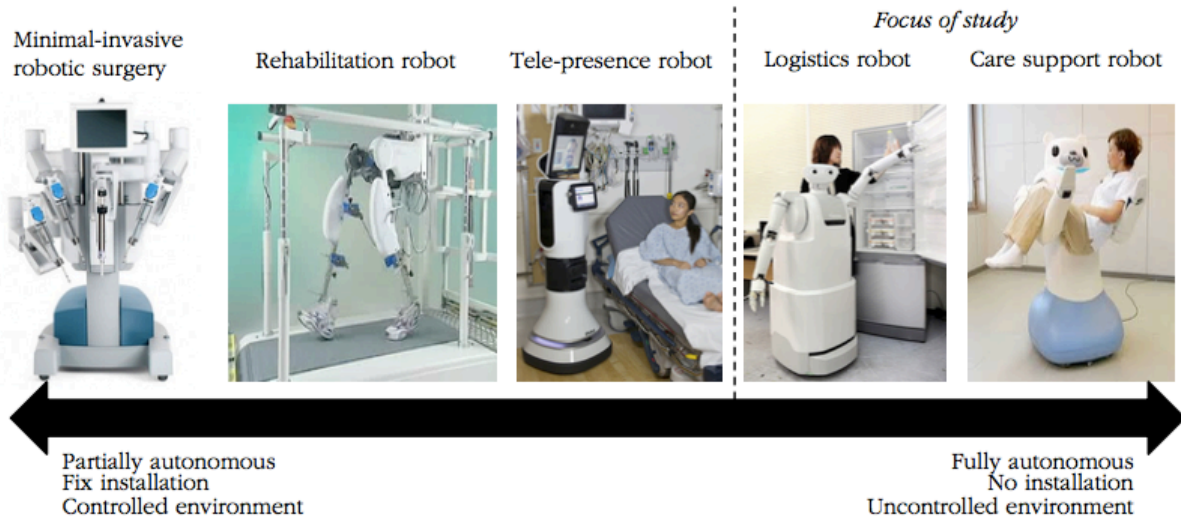 Focus of study
Minimal-invasive
robotic surgery
Rehabilitation robot
Tele-presence robot
Logistics robot
Care support robot
Partially autonomous
Fix installation
Controlled environment
Fully autonomous
No installation
Uncontrolled environment